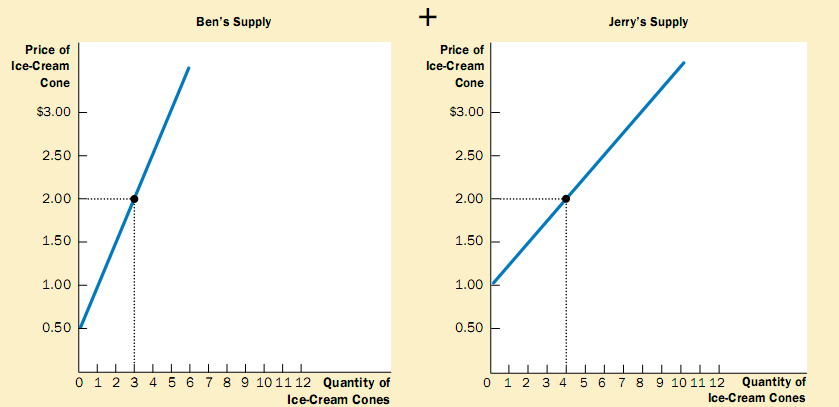 Ben's Supply
Price of
Ice-Cream
Cone
$3.00
2.50
2.00
1.50
1.00
0.50
0 1 2 3 4 5 6 7 8 9 10 11 12 Quantity of
Ice-Cream Cones
+
Jerry's Supply
Price of
Ice-Cream
Cone
$3.00
2.50
2.00
1.50
1.00
0.50
0 1 2 3 4 5 6 7 8 9 10 11 12 Quantity of
Ice-Cream Cones